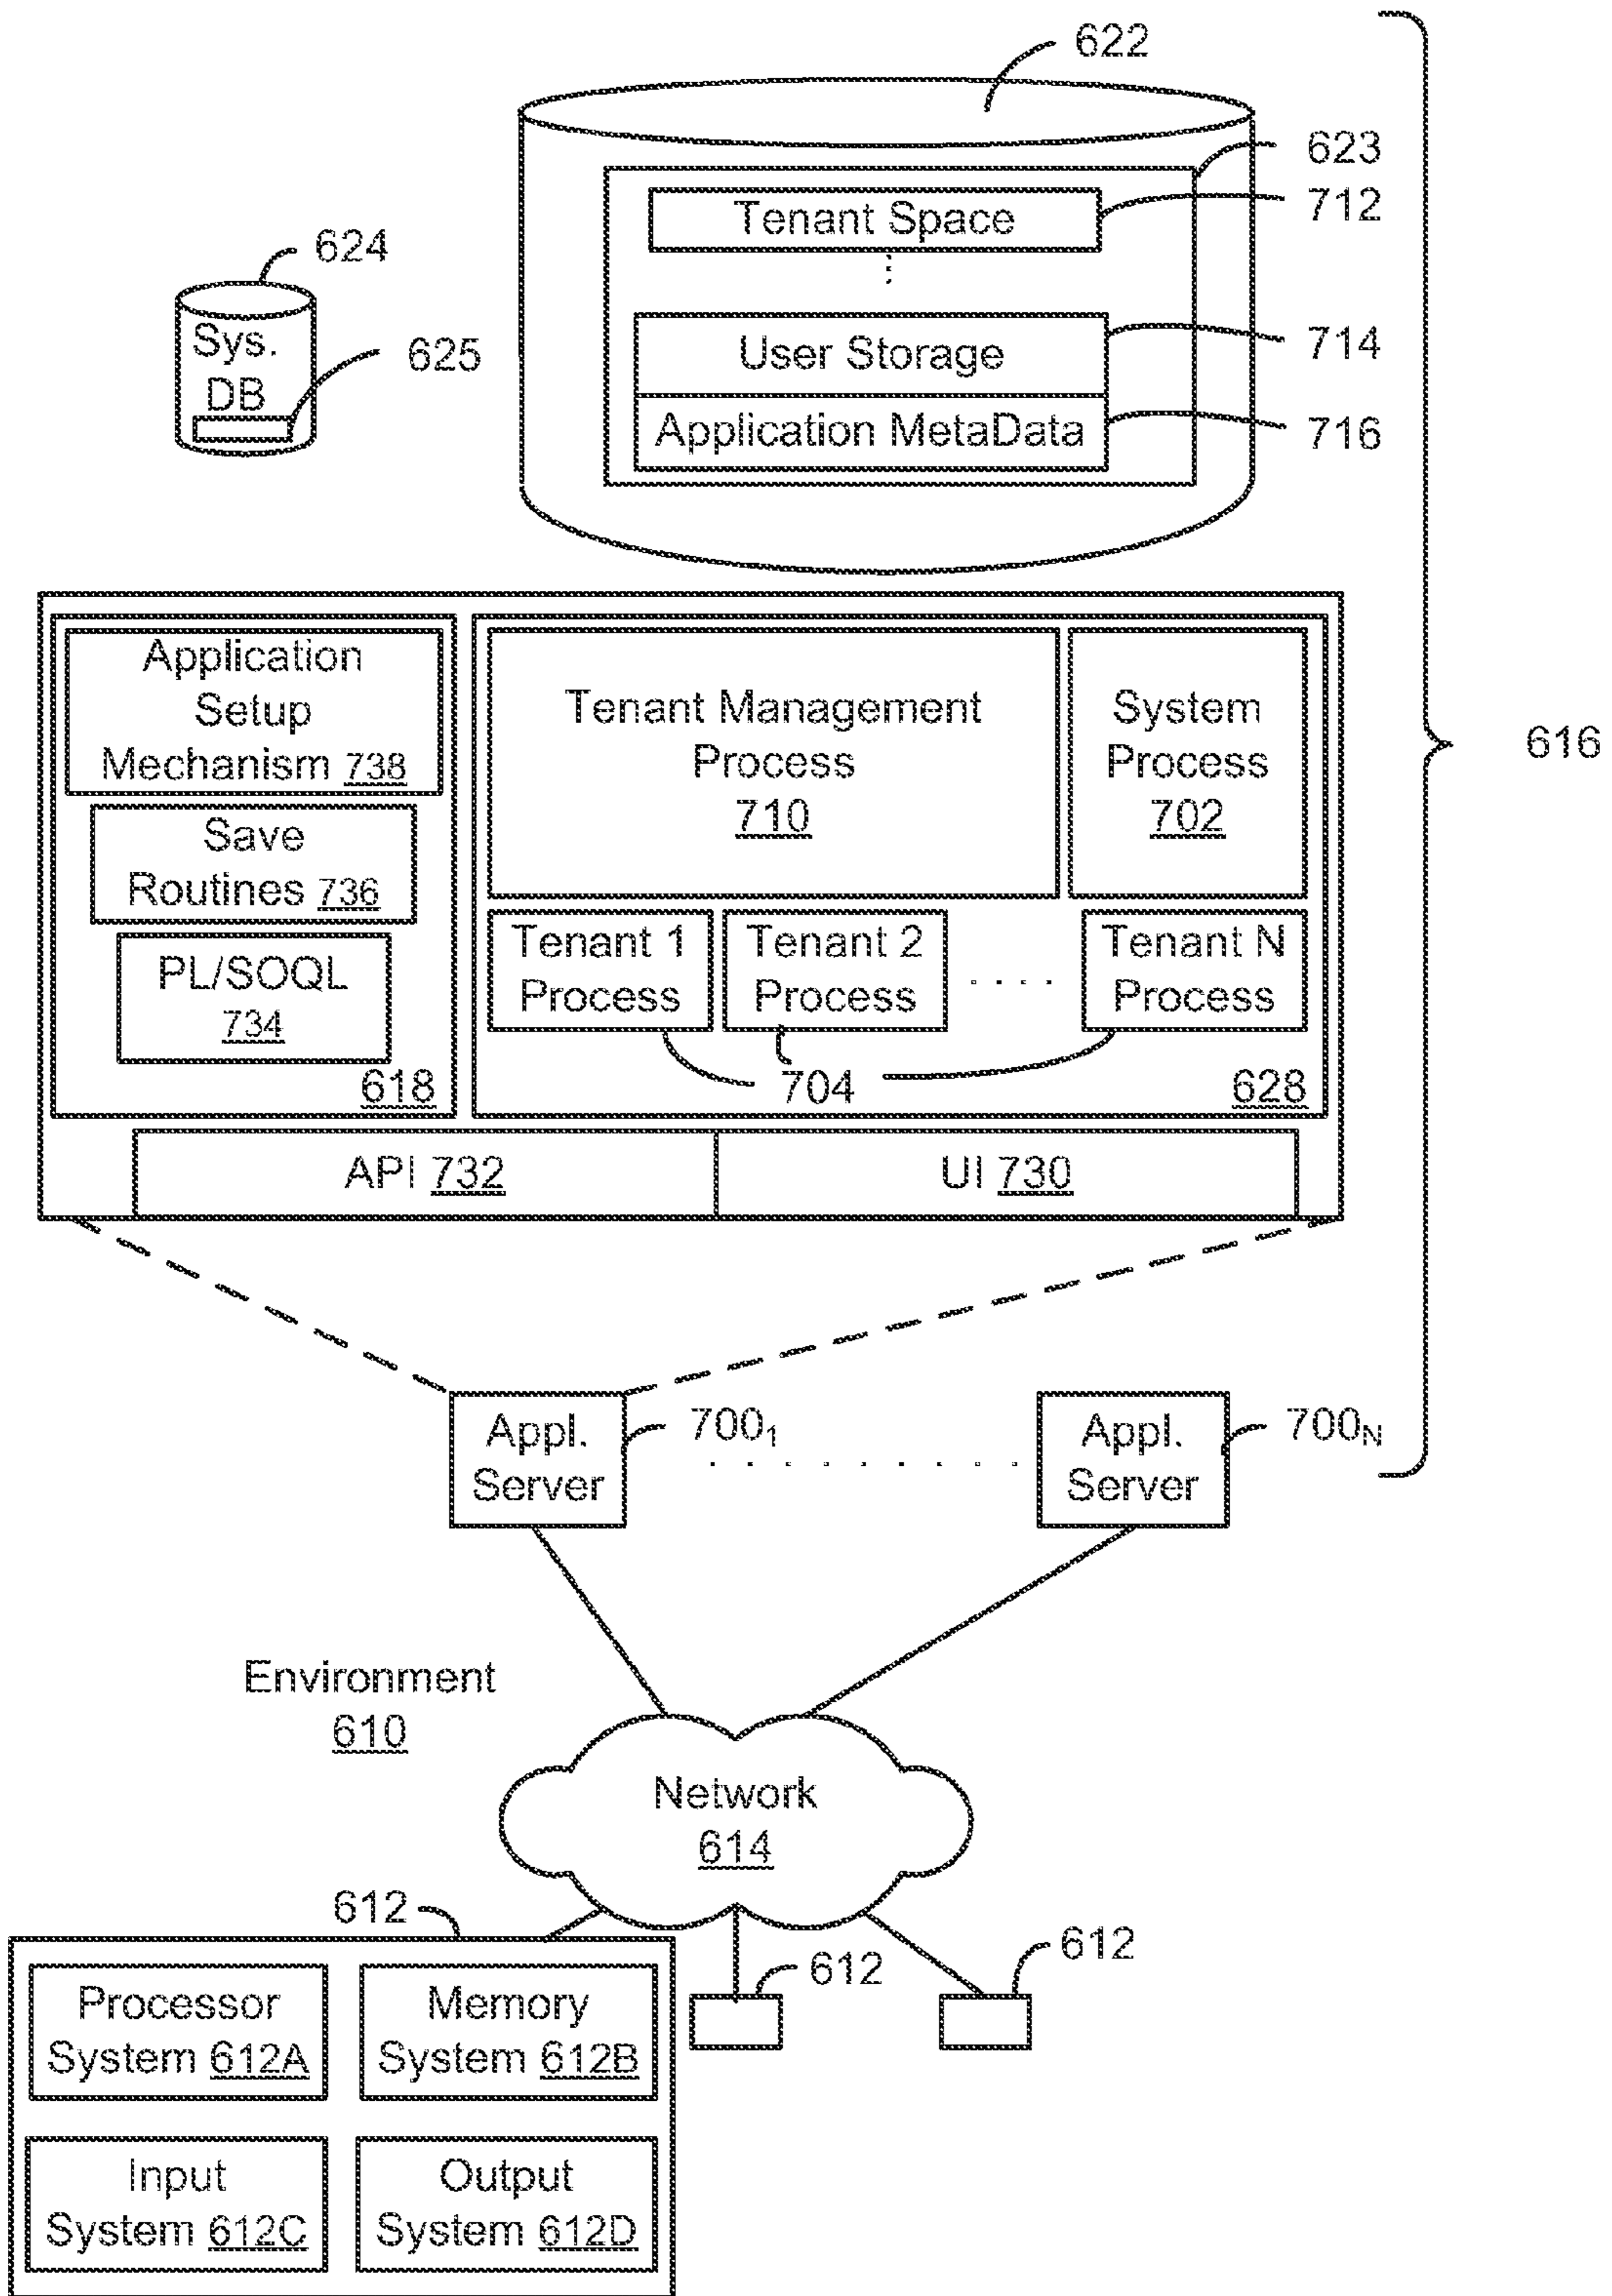 622
623
Tenant Space
712
624
Sys.
DB
625
User Storage
714
Application MetaData
716
Application
Setup
Mechanism 738
Tenant Management
Process
710
System
Process
702
616
Save
Routines 736
PL/SOQL
734
618
Tenant 1
Process
Tenant 2
Process
. . . .
Tenant N
Process
704
628
API 732
UI 730
Appl.
Server
700₁
. . . . . . . . .
Appl.
Server
700N
Environment
610
Network
614
612
612
612
Processor
System 612A
Memory
System 612B
Input
System 612C
Output
System 612D